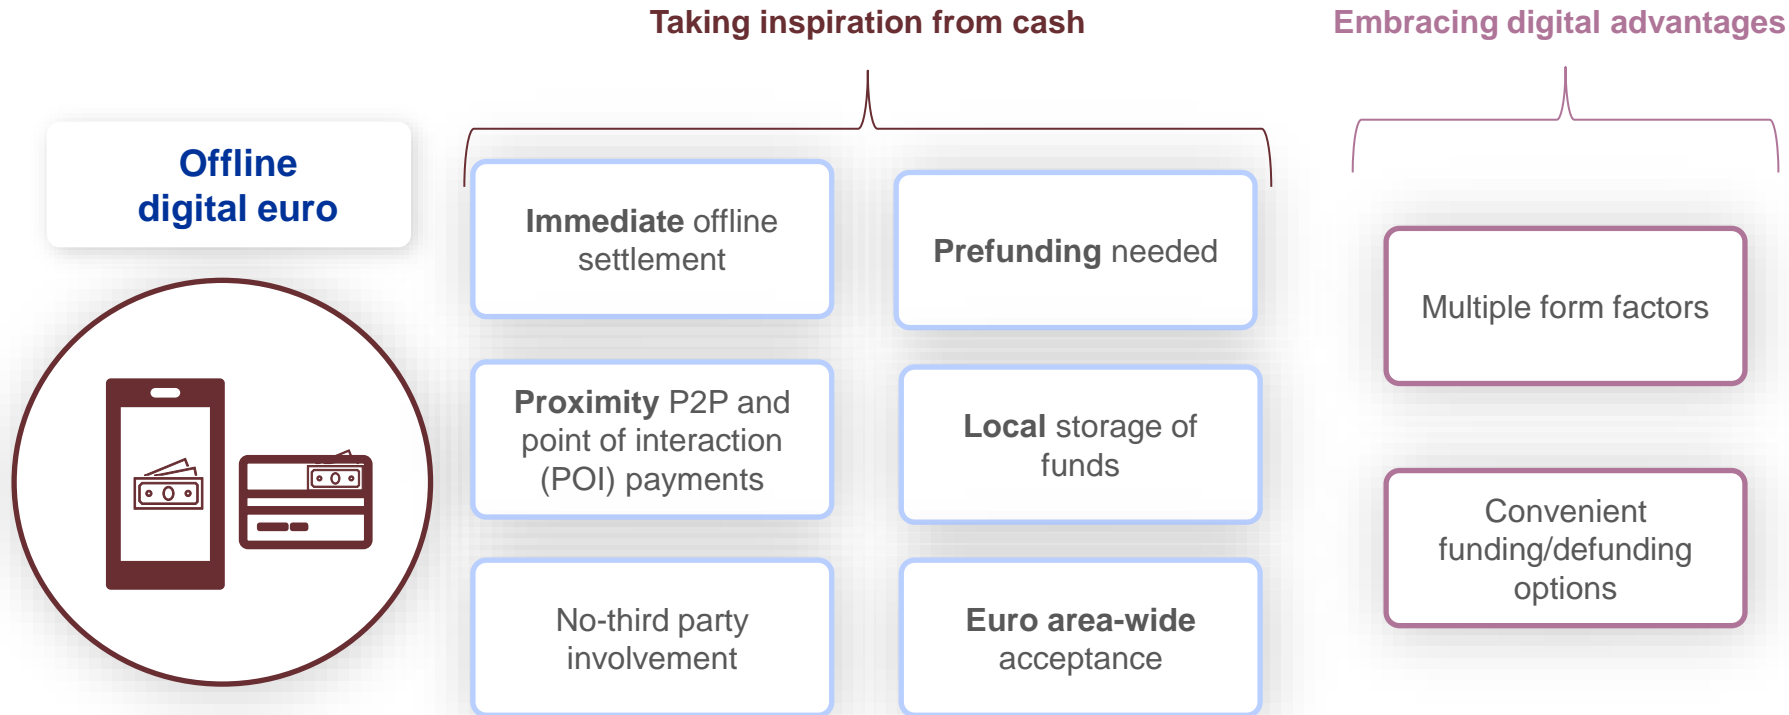 Taking inspiration from cash
Embracing digital advantages
Offline
digital euro
Immediate offline
settlement
Prefunding needed
Proximity P2P and
point of interaction
(POI) payments
Local storage of
funds
No-third party
involvement
Euro area-wide
acceptance
Multiple form factors
Convenient
funding/defunding
options